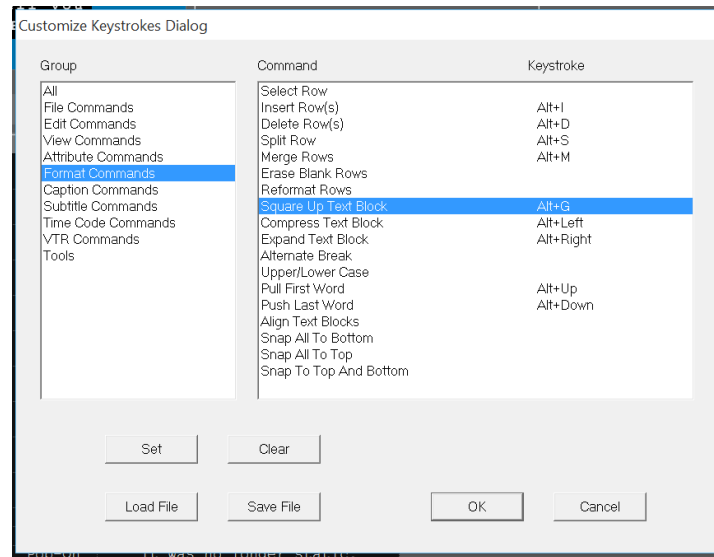 Customize Keystrokes Dialog
Group
All
File Commands
Edit Commands
View Commands
Attribute Commands
Format Commands
Caption Commands
Subtitle Commands
Time Code Commands
VTR Commands
Tools
Command Keystroke
Select Row
Insert Row(s) Alt+I
Delete Row(s) Alt+D
Split Row Alt+S
Merge Rows Alt+M
Erase Blank Rows
Reformat Rows
Square Up Text Block Alt+G
Compress Text Block Alt+Left
Expand Text Block Alt+Right
Alternate Break
Upper/Lower Case
Pull First Word Alt+Up
Push Last Word Alt+Down
Align Text Blocks
Snap All To Bottom
Snap All To Top
Snap To Top And Bottom
Set Clear
Load File Save File OK Cancel